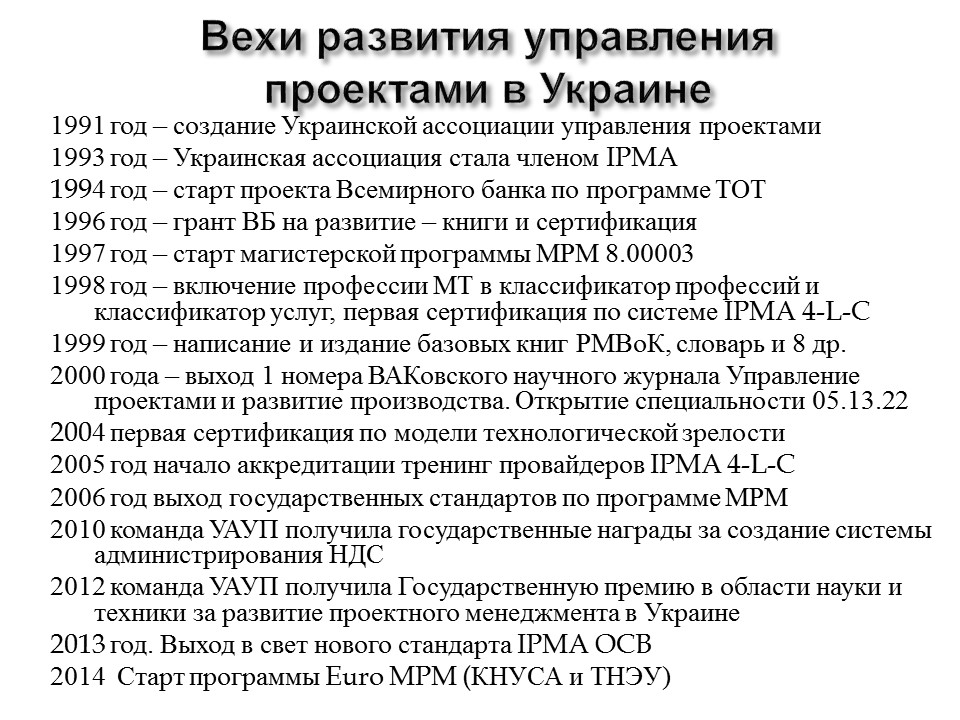 Вехи развития управления
проектами в Украине
1991 год – создание Украинской ассоциации управления проектами
1993 год – Украинская ассоциация стала членом IPMA
1994 год – старт проекта Всемирного банка по программе ТОТ
1996 год – грант ВБ на развитие – книги и сертификация
1997 год – старт магистерской программы МРМ 8.00003
1998 год – включение профессии МТ в классификатор профессий и
классификатор услуг, первая сертификация по системе IPMA 4-L-C
1999 год – написание и издание базовых книг РМВоК, словарь и 8 др.
2000 года – выход 1 номера ВАКовского научного журнала Управление
проектами и развитие производства. Открытие специальности 05.13.22
2004 первая сертификация по модели технологической зрелости
2005 год начало аккредитации тренинг провайдеров IPMA 4-L-C
2006 год выход государственных стандартов по программе МРМ
2010 команда УАУП получила государственные награды за создание системы
администрирования НДС
2012 команда УАУП получила Государственную премию в области науки и
техники за развитие проектного менеджмента в Украине
2013 год. Выход в свет нового стандарта IPMA OCB
2014 Старт программы Euro MPM (КНУСА и ТНЭУ)